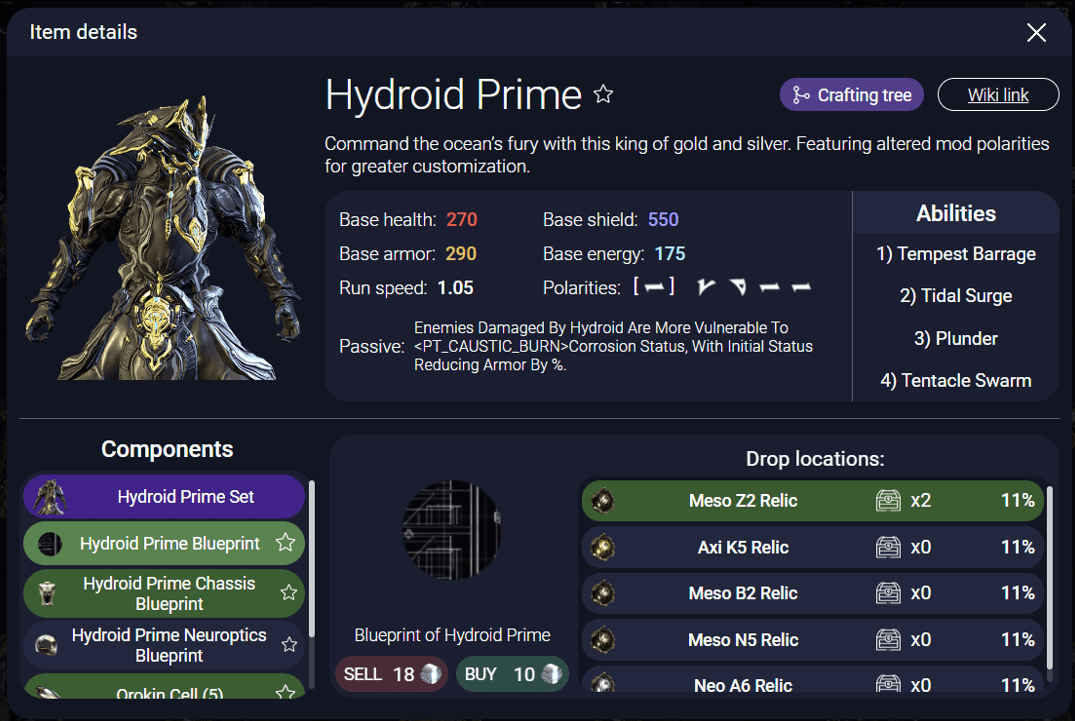 Item details
Hydroid Prime
Crafting tree
Wiki link
Command the ocean's fury with this king of gold and silver. Featuring altered mod polarities
for greater customization.
Base health: 270
Base shield: 550
Base armor: 290
Base energy: 175
Run speed: 1.05
Polarities:
Passive:
Enemies Damaged By Hydroid Are More Vulnerable To
<PT_CAUSTIC_BURN>Corrosion Status, With Initial Status
Reducing Armor By %.
Abilities
1) Tempest Barrage
2) Tidal Surge
3) Plunder
4) Tentacle Swarm
Components
Hydroid Prime Set
Hydroid Prime Blueprint
Hydroid Prime Chassis
Blueprint
Hydroid Prime Neuroptics
Blueprint
Orokin Cell (5)
Blueprint of Hydroid Prime
SELL 18
BUY 10
Drop locations:
Meso Z2 Relic x2 11%
Axi K5 Relic x0 11%
Meso B2 Relic x0 11%
Meso N5 Relic x0 11%
Neo A6 Relic x0 11%